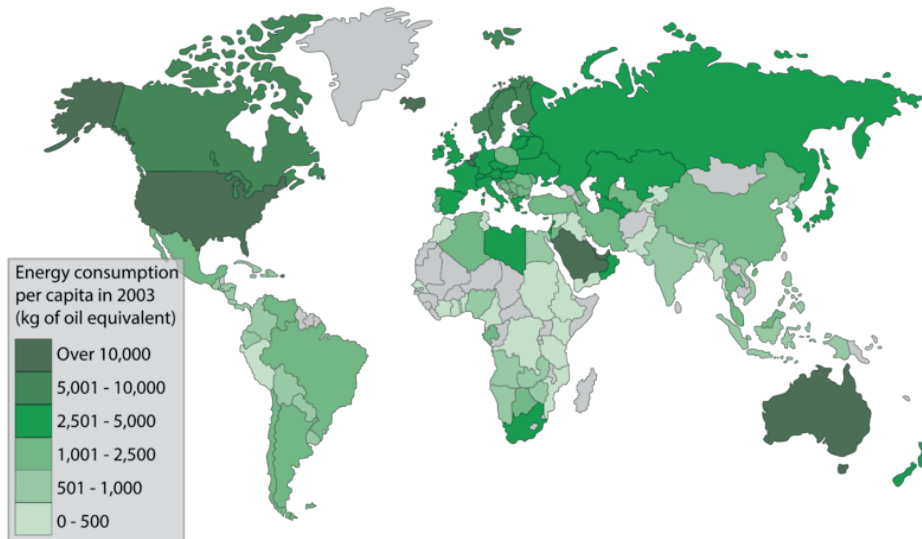 Energy consumption
per capita in 2003
(kg of oil equivalent)
Over 10,000
5,001 - 10,000
2,501 - 5,000
1,001 - 2,500
501 - 1,000
0 - 500